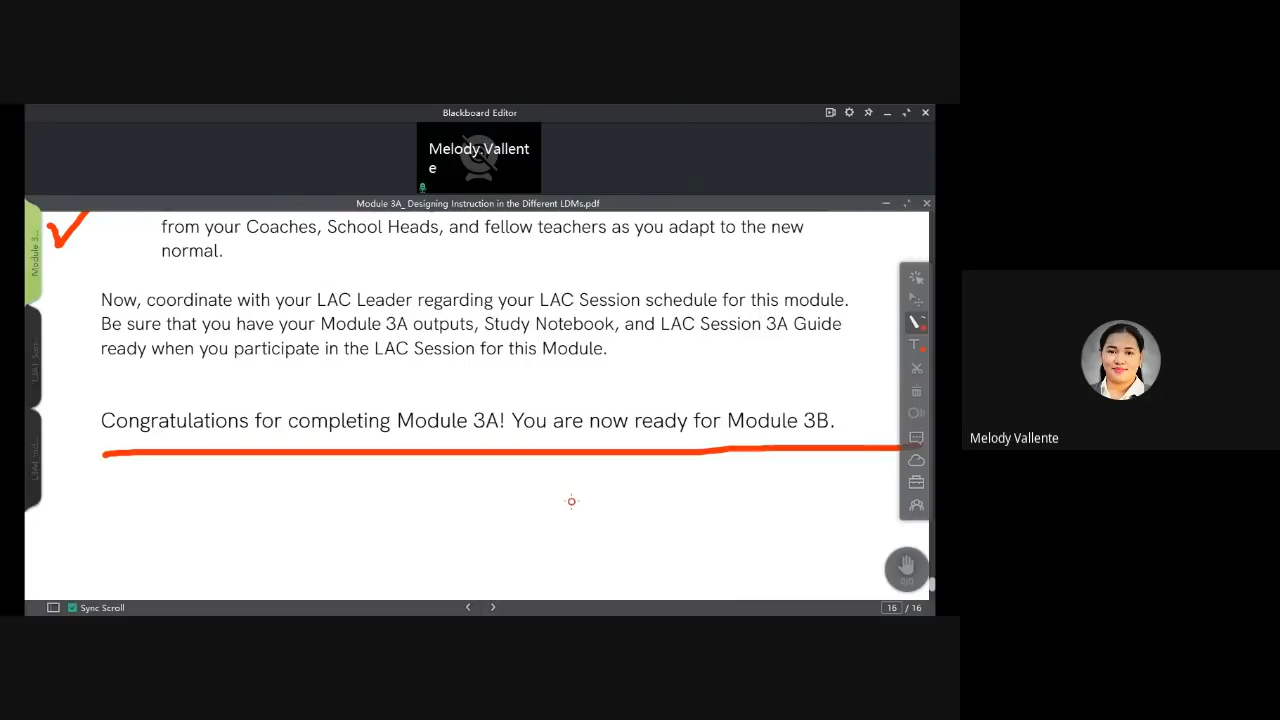 Blackboard Editor
Melody.Vallent
e
Module 3A_ Designing Instruction in the Different LDMs.pdf
Module 3...
from your Coaches, School Heads, and fellow teachers as you adapt to the new
normal.
Now, coordinate with your LAC Leader regarding your LAC Session schedule for this module.
Be sure that you have your Module 3A outputs, Study Notebook, and LAC Session 3A Guide
ready when you participate in the LAC Session for this Module.
Congratulations for completing Module 3A! You are now ready for Module 3B.
0/0
Sync Scroll
16 / 16
Melody Vallente